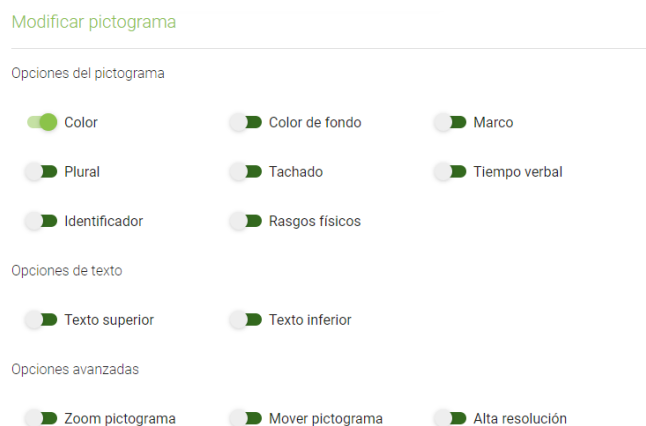 Modificar pictograma
Opciones del pictograma
Color Color de fondo Marco
Plural Tachado Tiempo verbal
Identificador Rasgos físicos
Opciones de texto
Texto superior Texto inferior
Opciones avanzadas
Zoom pictograma Mover pictograma Alta resolución